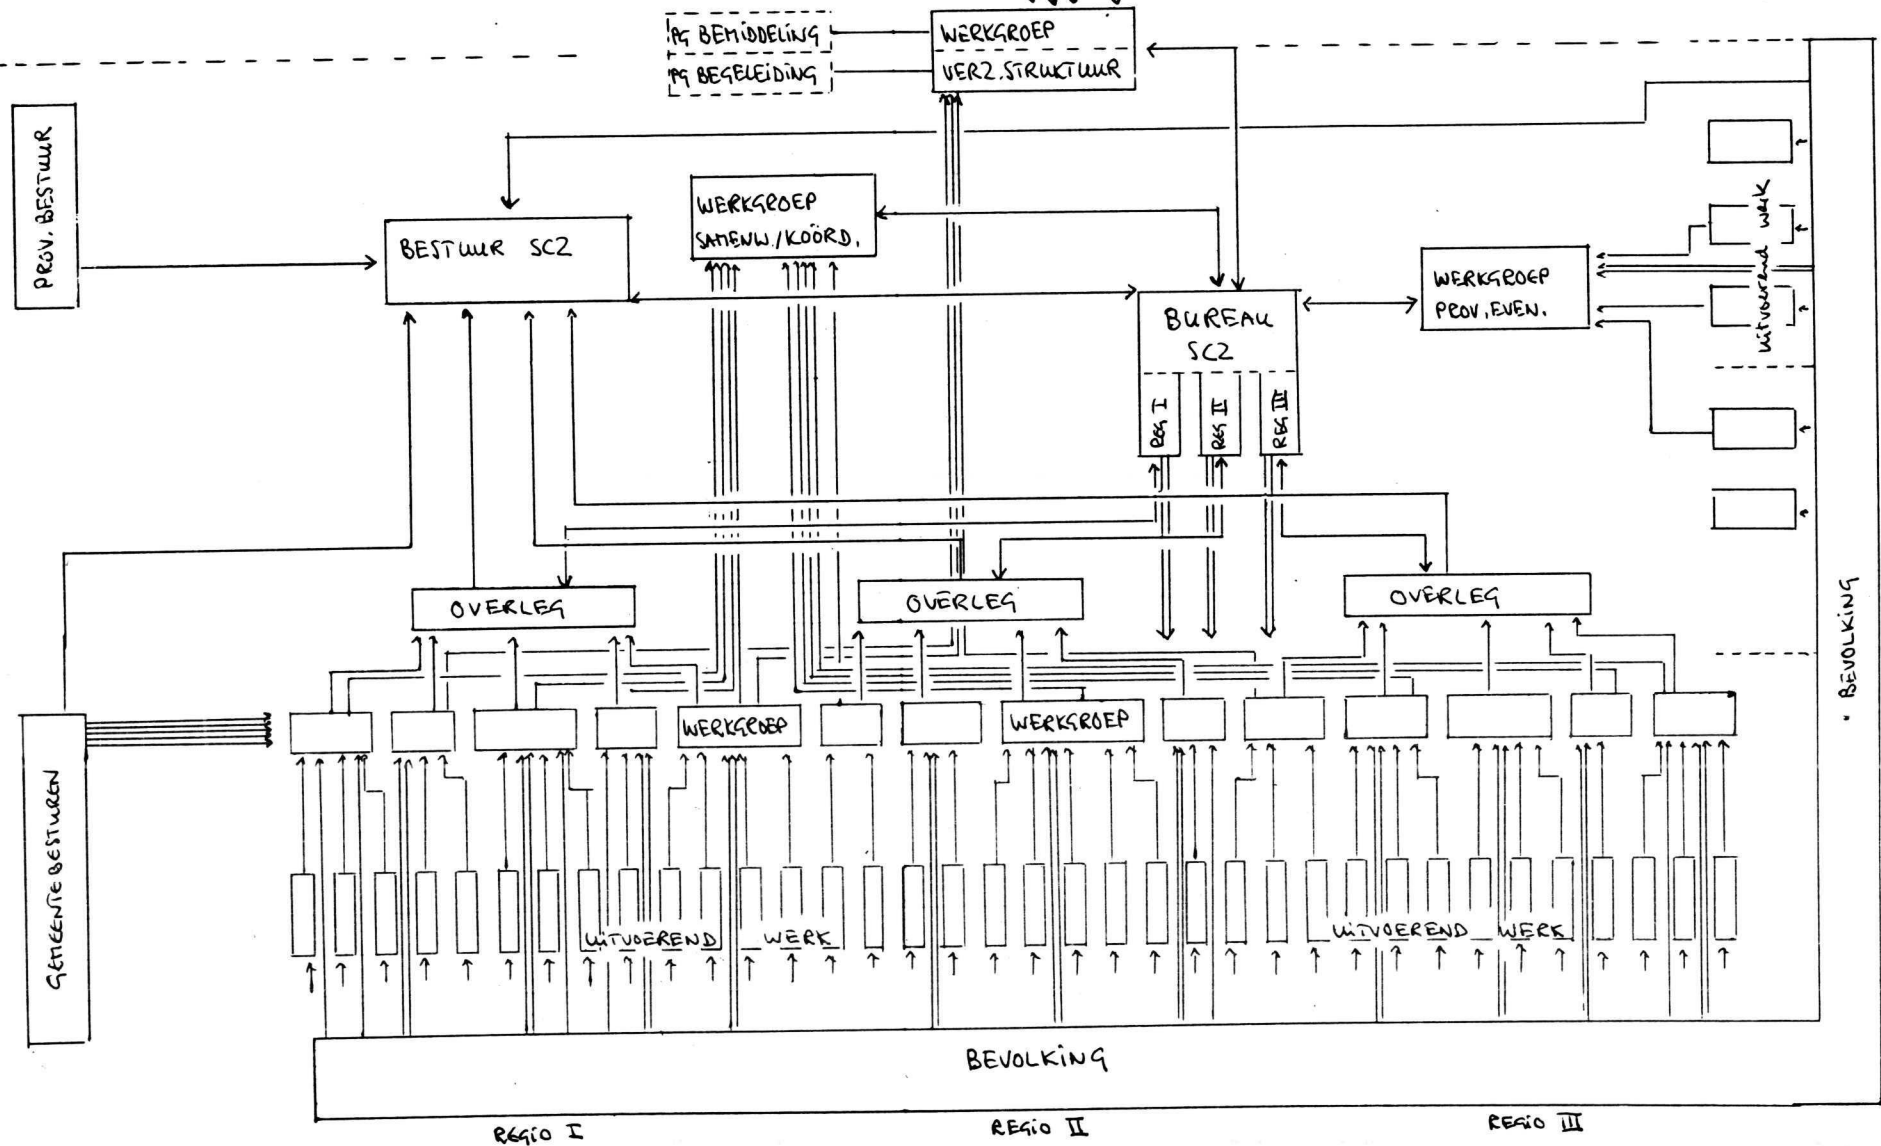 PG BEMIDDELING
WERKGROEP
PG BEGELEIDING
VERZ. STRUKTUUR
PROV. BESTUUR
WERKGROEP
SAMENW./KOÖRD.
BESTUUR SCZ
WERKGROEP
PROV. EVEN.
UITVOEREND WERK
BUREAU
SCZ
REG I
REG II
REG III
OVERLEG
OVERLEG
OVERLEG
BEVOLKING
GEMEENTEBESTUREN
WERKGROEP
WERKGROEP
UITVOEREND WERK
UITVOEREND WERK
BEVOLKING
REGIO I
REGIO II
REGIO III